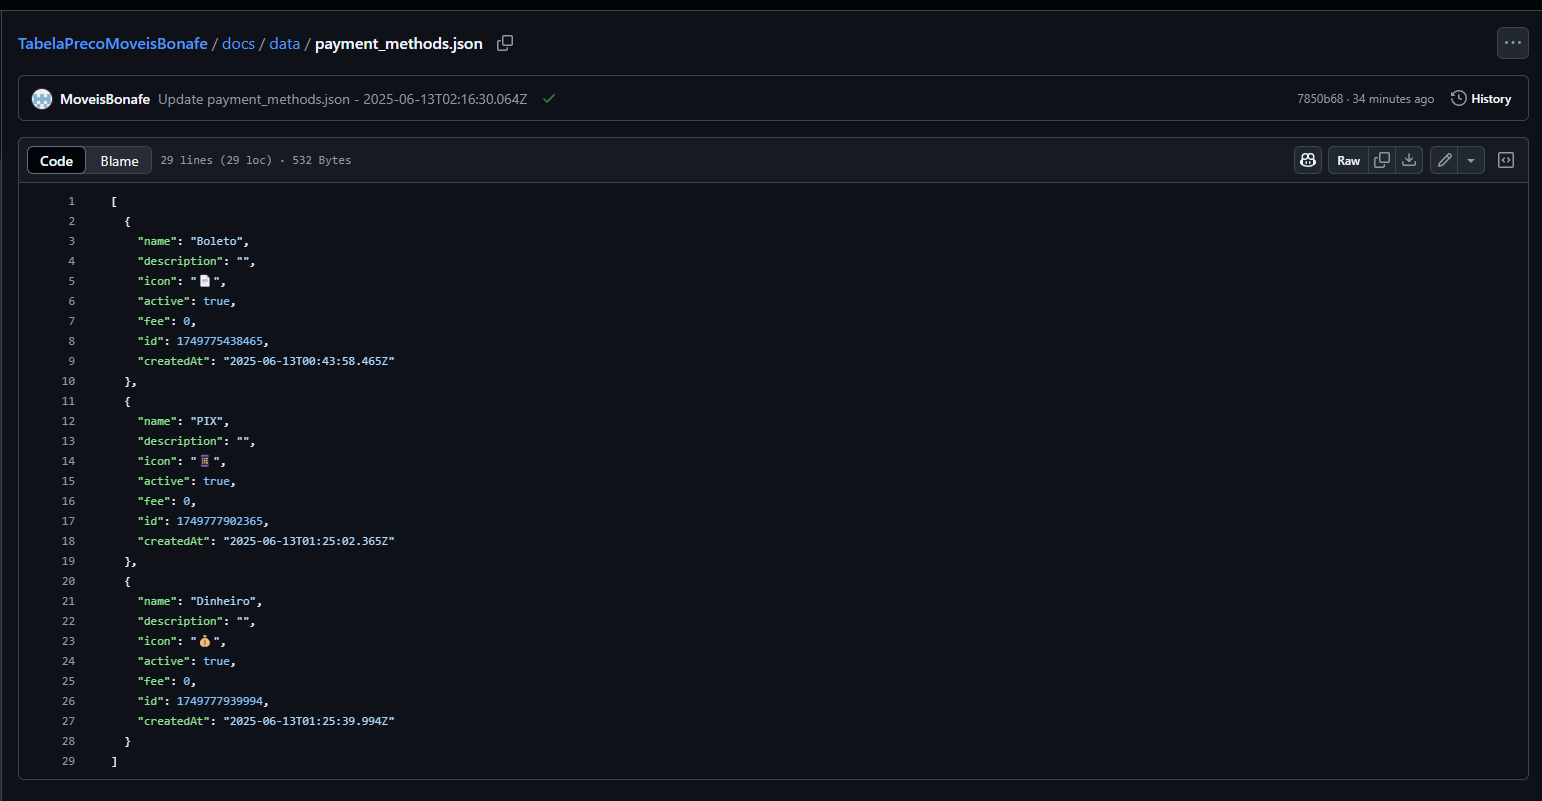 TabelaPrecoMoveisBonafe / docs / data / payment_methods.json
MoveisBonafe Update payment_methods.json - 2025-06-13T02:16:30.064Z 7850b68 · 34 minutes ago History
Code Blame 29 lines (29 loc) · 532 Bytes Raw
1 [
2 {
3 "name": "Boleto",
4 "description": "",
5 "icon": "📄",
6 "active": true,
7 "fee": 0,
8 "id": 1749775438465,
9 "createdAt": "2025-06-13T00:43:58.465Z"
10 },
11 {
12 "name": "PIX",
13 "description": "",
14 "icon": "📱",
15 "active": true,
16 "fee": 0,
17 "id": 1749777902365,
18 "createdAt": "2025-06-13T01:25:02.365Z"
19 },
20 {
21 "name": "Dinheiro",
22 "description": "",
23 "icon": "💰",
24 "active": true,
25 "fee": 0,
26 "id": 1749777939994,
27 "createdAt": "2025-06-13T01:25:39.994Z"
28 }
29 ]